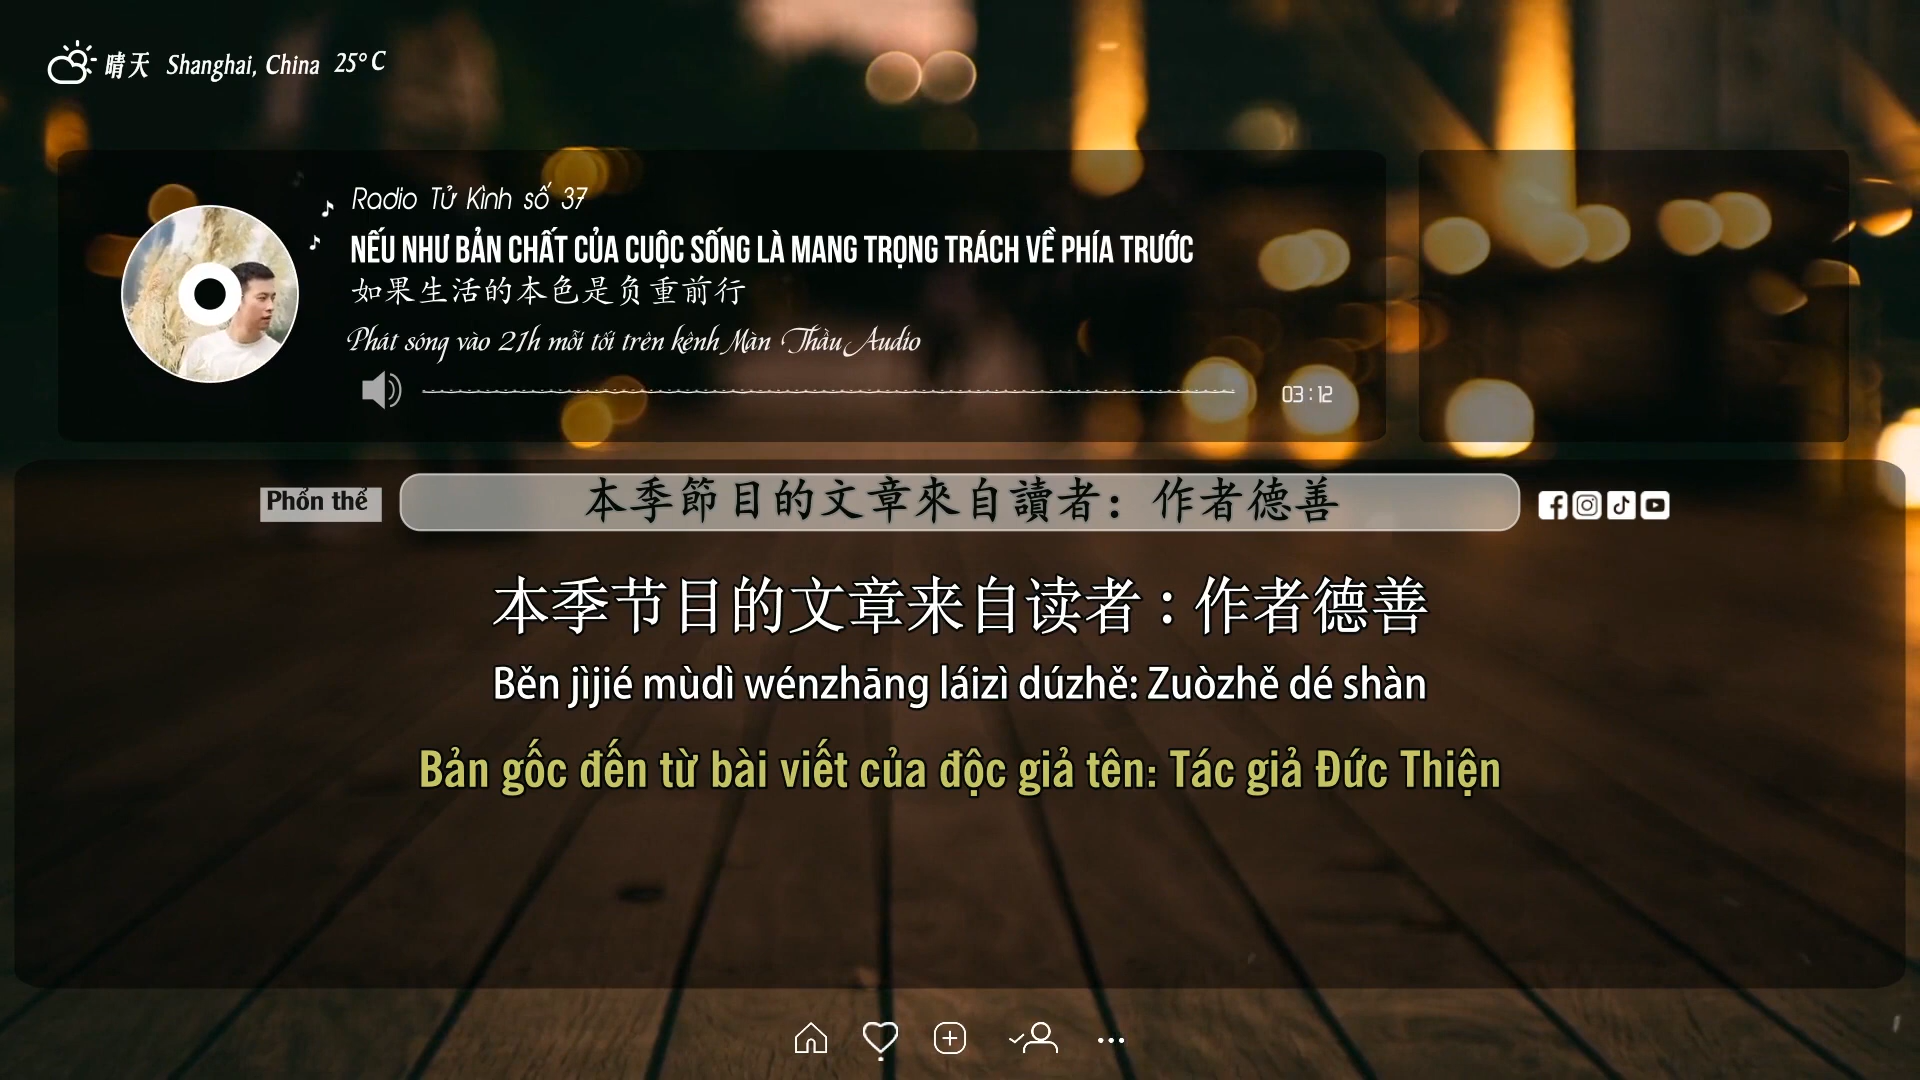 晴天 Shanghai, China 25°C
Radio Tử Kình số 37
NẾU NHƯ BẢN CHẤT CỦA CUỘC SỐNG LÀ MANG TRỌNG TRÁCH VỀ PHÍA TRƯỚC
如果生活的本色是负重前行
Phát sóng vào 21h mỗi tối trên kênh Màn Thầu Audio
03:12
Phồn thể
本季節目的文章來自讀者: 作者德善
本季节目的文章来自读者:作者德善
Běn jìjié mùdì wénzhāng láizì dúzhě: Zuòzhě dé shàn
Bản gốc đến từ bài viết của độc giả tên: Tác giả Đức Thiện